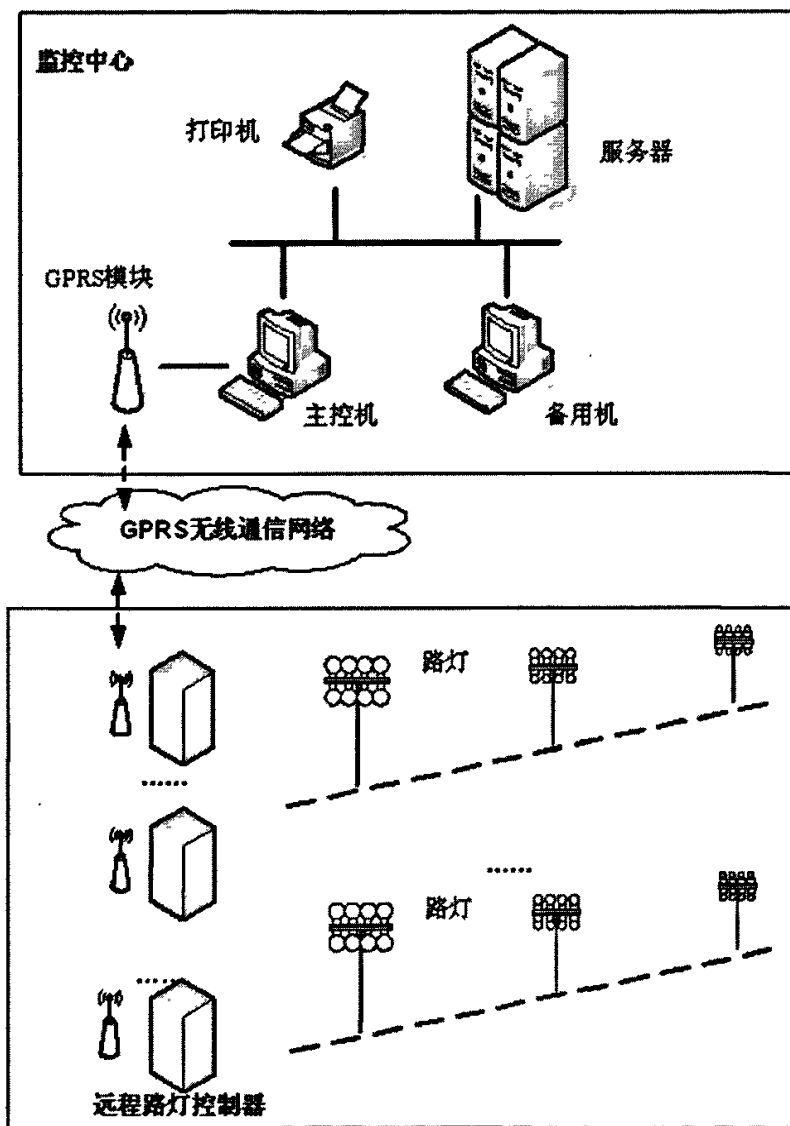 监控中心
打印机
服务器
GPRS模块
主控机
备用机
GPRS无线通信网络
路灯
......
......
路灯
......
远程路灯控制器